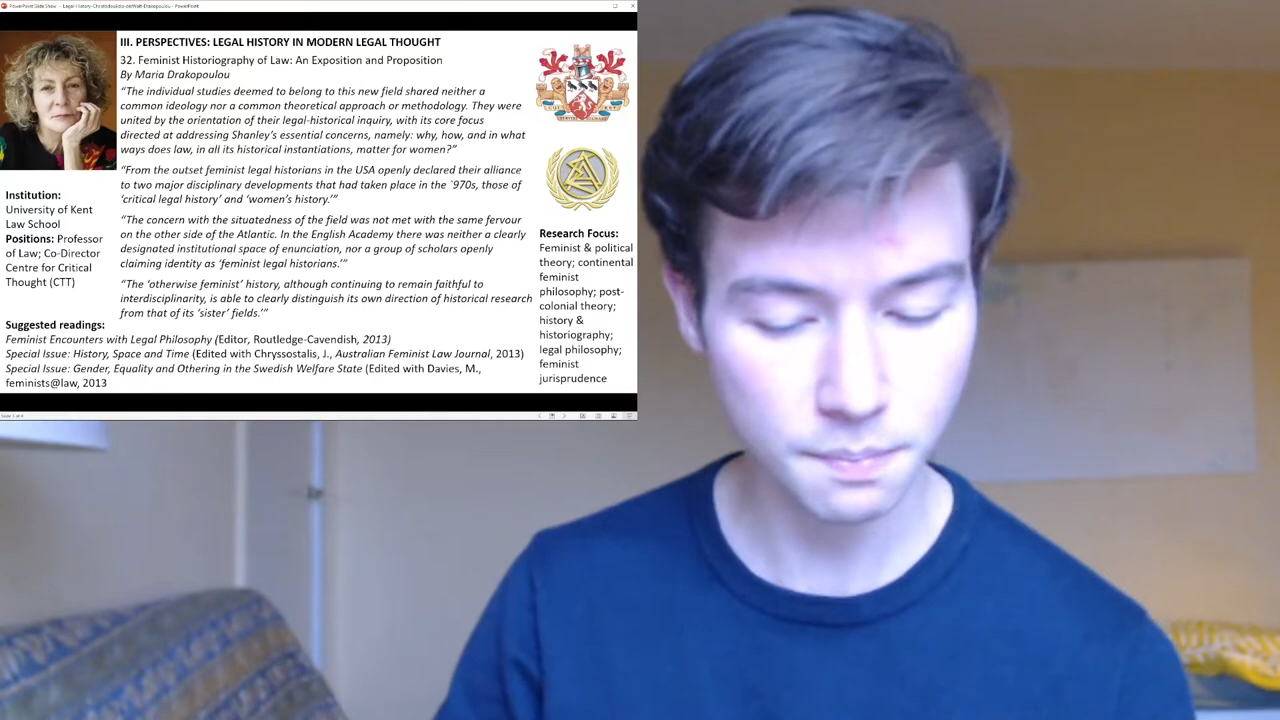 PowerPoint Slide Show - Legal-History-Christodoulidis-deWalt-Drakopoulou - PowerPoint
III. PERSPECTIVES: LEGAL HISTORY IN MODERN LEGAL THOUGHT
32. Feminist Historiography of Law: An Exposition and Proposition
By Maria Drakopoulou
“The individual studies deemed to belong to this new field shared neither a
common ideology nor a common theoretical approach or methodology. They were
united by the orientation of their legal-historical inquiry, with its core focus
directed at addressing Shanley’s essential concerns, namely: why, how, and in what
ways does law, in all its historical instantiations, matter for women?”
“From the outset feminist legal historians in the USA openly declared their alliance
to two major disciplinary developments that had taken place in the `970s, those of
‘critical legal history’ and ‘women’s history.’”
“The concern with the situatedness of the field was not met with the same fervour
on the other side of the Atlantic. In the English Academy there was neither a clearly
designated institutional space of enunciation, nor a group of scholars openly
claiming identity as ‘feminist legal historians.’”
“The ‘otherwise feminist’ history, although continuing to remain faithful to
interdisciplinarity, is able to clearly distinguish its own direction of historical research
from that of its ‘sister’ fields.’”
Institution:
University of Kent
Law School
Positions: Professor
of Law; Co-Director
Centre for Critical
Thought (CTT)
Research Focus:
Feminist & political
theory; continental
feminist
philosophy; post-
colonial theory;
history &
historiography;
legal philosophy;
feminist
jurisprudence
Suggested readings:
Feminist Encounters with Legal Philosophy (Editor, Routledge-Cavendish, 2013)
Special Issue: History, Space and Time (Edited with Chryssostalis, J., Australian Feminist Law Journal, 2013)
Special Issue: Gender, Equality and Othering in the Swedish Welfare State (Edited with Davies, M.,
feminists@law, 2013